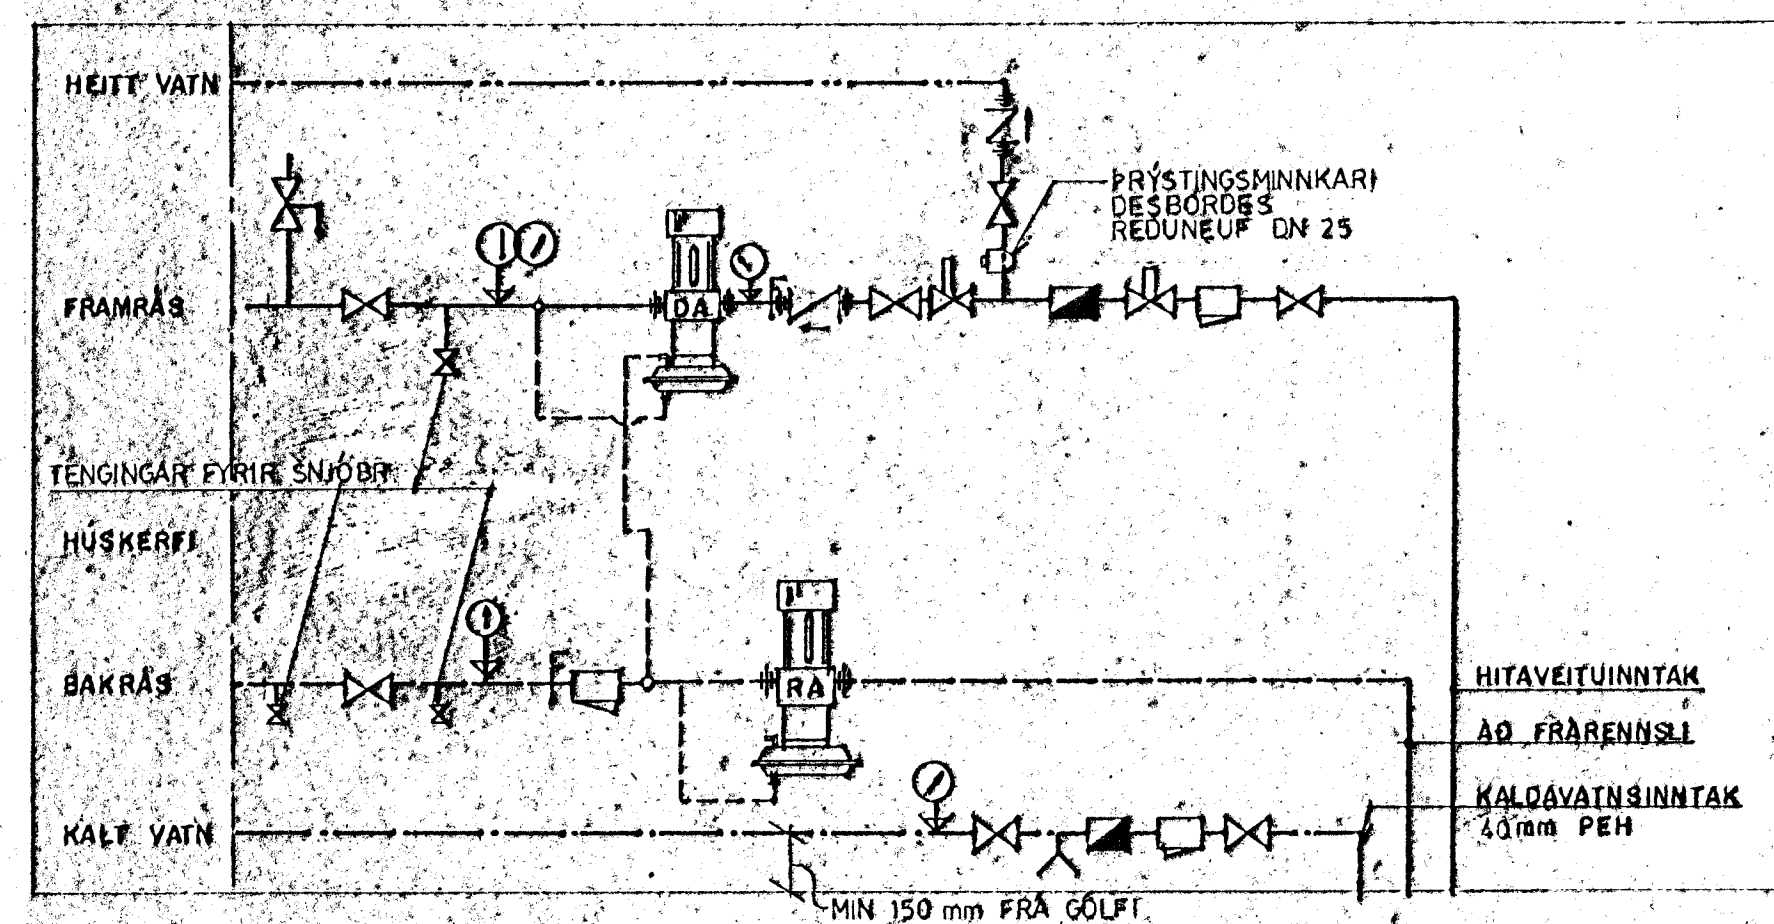 HEITT VATN
ÞRÝSTINGSMINNKARI
DESBORDES
REDUNEUF DN 25
FRAMRÁS
DA
TENGINGAR FYRIR SNJÓBR.
HÚSKERFI
BAKRÁS
RA
HITAVEITUINNTAK
AÐ FRÁRENNSLI
KALDAVATNSINNTAK
40mm PEH
KALT VATN
MIN 150 mm FRÁ GÓLFI